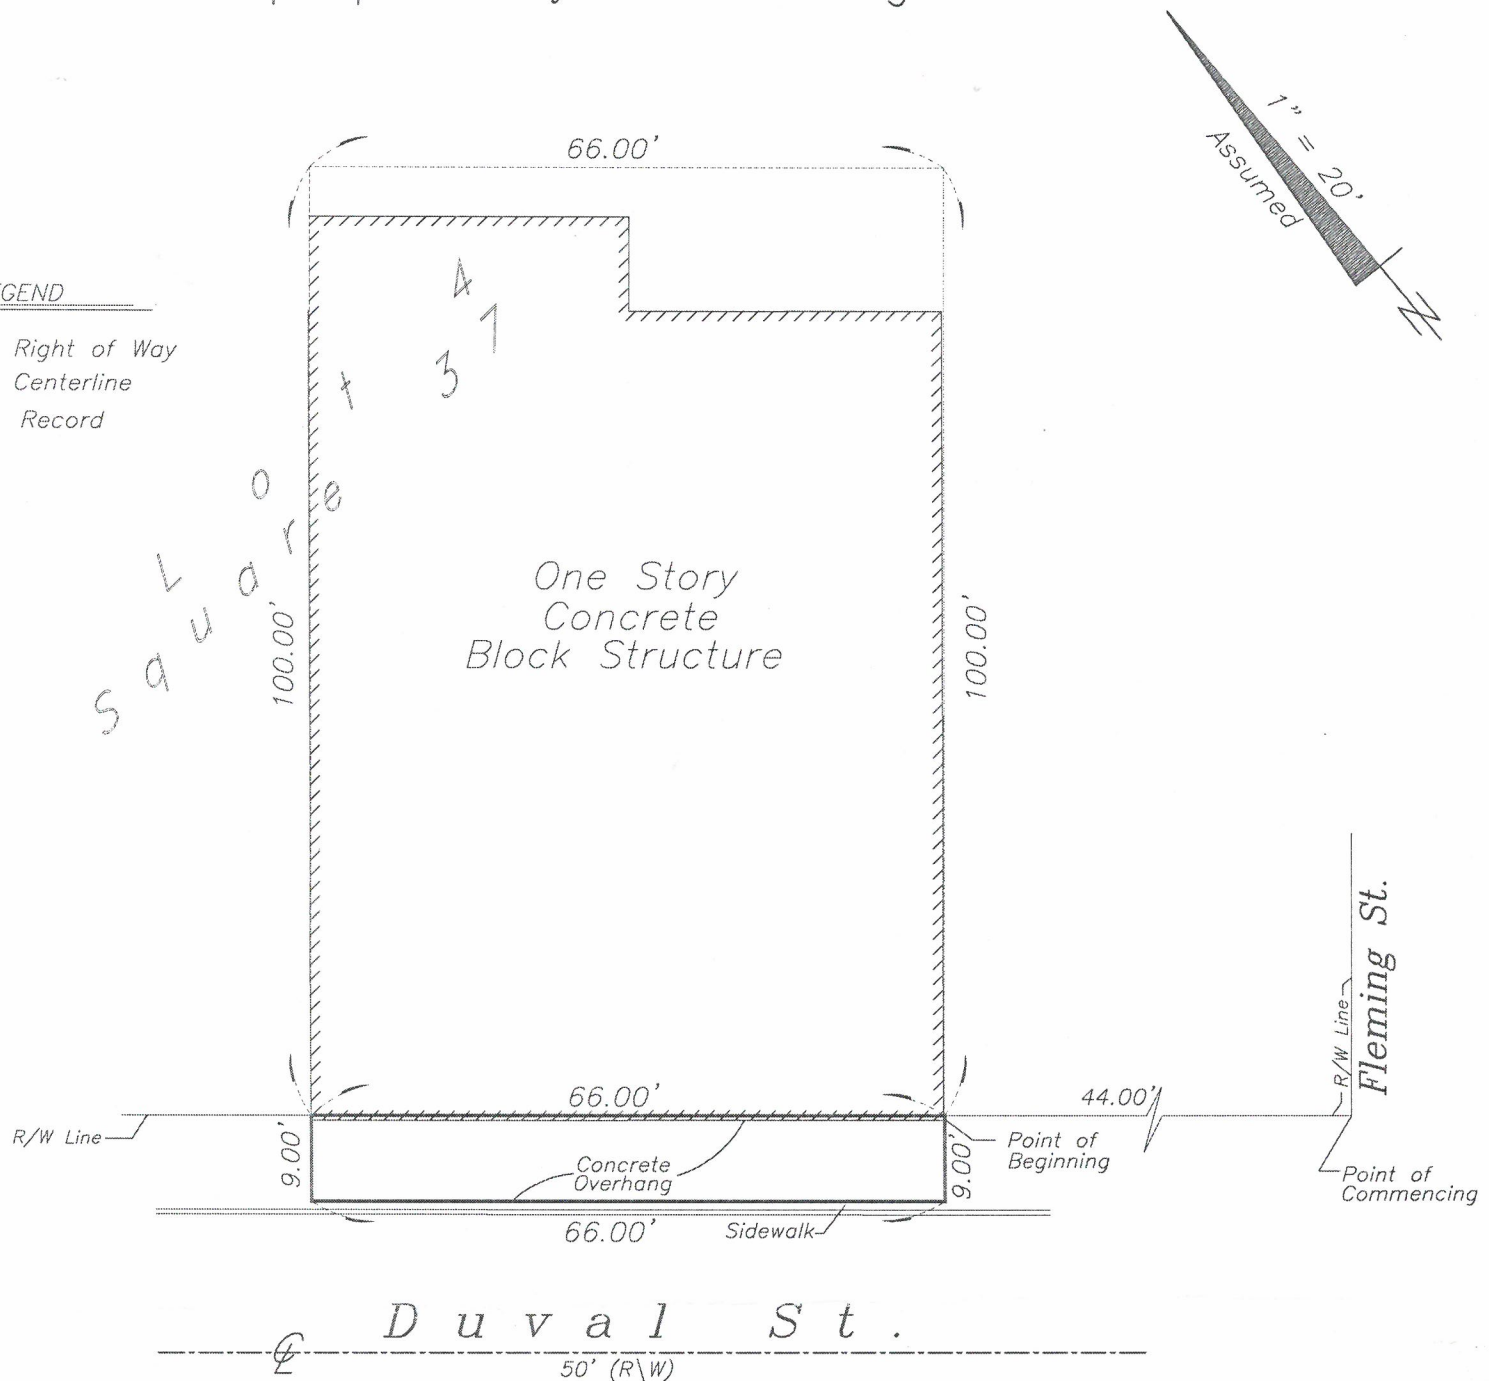 1" = 20'
Assumed
N
66.00'
GEND
Right of Way
Centerline
Record
Lot 4
Square 37
One Story
Concrete
Block Structure
100.00'
100.00'
Fleming St.
R/W Line
66.00'
44.00'
R/W Line
9.00'
Concrete
Overhang
9.00'
Point of
Beginning
Point of
Commencing
66.00'
Sidewalk
Duval St.
℄
50' (R\W)